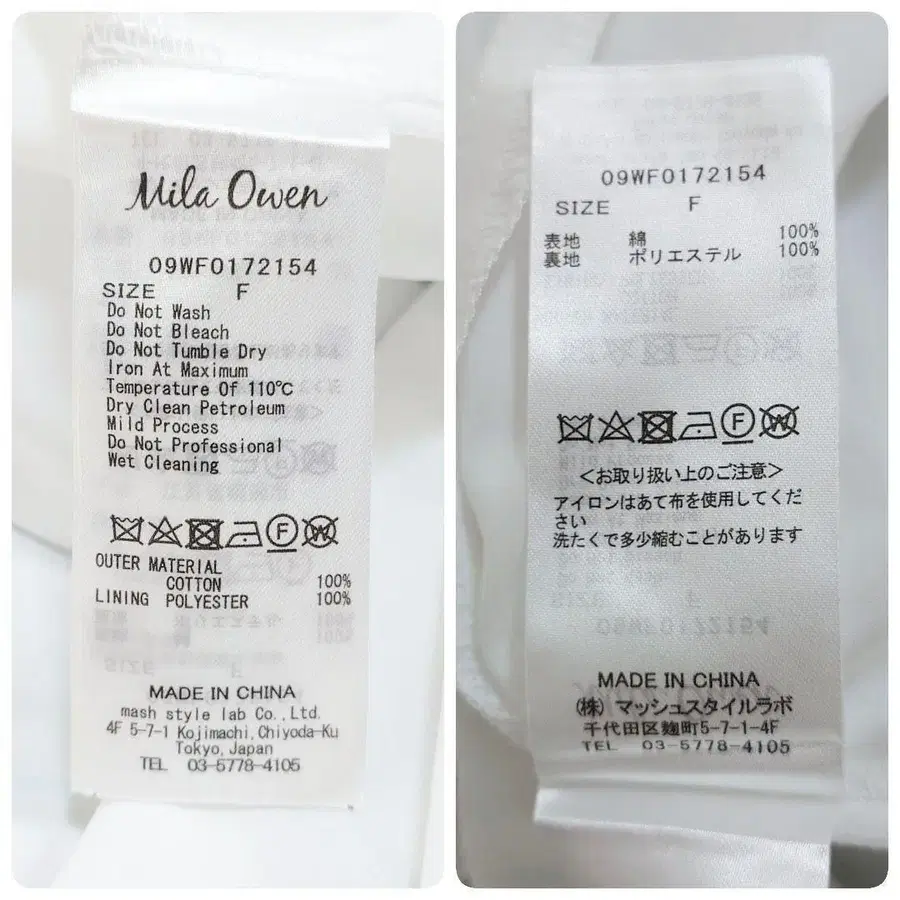 Mila Owen
09WF0172154
SIZE F
Do Not Wash
Do Not Bleach
Do Not Tumble Dry
Iron At Maximum
Temperature Of 110℃
Dry Clean Petroleum
Mild Process
Do Not Professional
Wet Cleaning
F W
OUTER MATERIAL
COTTON 100%
LINING POLYESTER 100%
MADE IN CHINA
mash style lab Co., Ltd.
4F 5-7-1 Kojimachi, Chiyoda-Ku
Tokyo, Japan
TEL 03-5778-4105
09WF0172154
SIZE F
表地 綿 100%
裏地 ポリエステル 100%
F W
<お取り扱い上のご注意>
アイロンはあて布を使用してくだ
さい
洗たくで多少縮むことがあります
MADE IN CHINA
(株) マッシュスタイルラボ
千代田区麹町5-7-1-4F
TEL 03-5778-4105